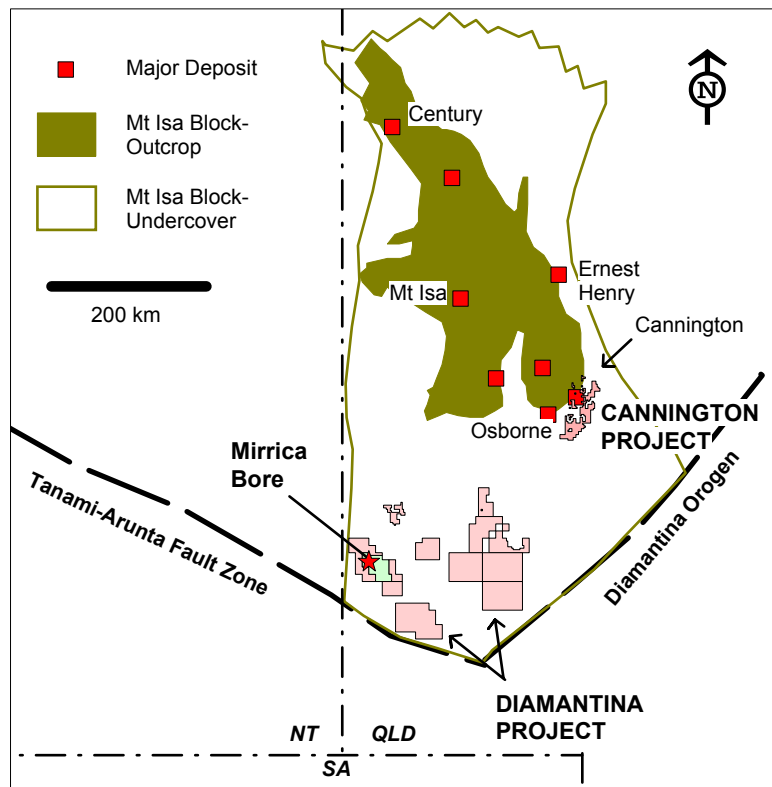 Major Deposit
Mt Isa Block-
Outcrop
Mt Isa Block-
Undercover
200 km
N
Century
Ernest
Henry
Mt Isa
Cannington
Osborne
CANNINGTON
PROJECT
Mirrica
Bore
Tanami-Arunta Fault Zone
Diamantina Orogen
DIAMANTINA
PROJECT
NT
QLD
SA